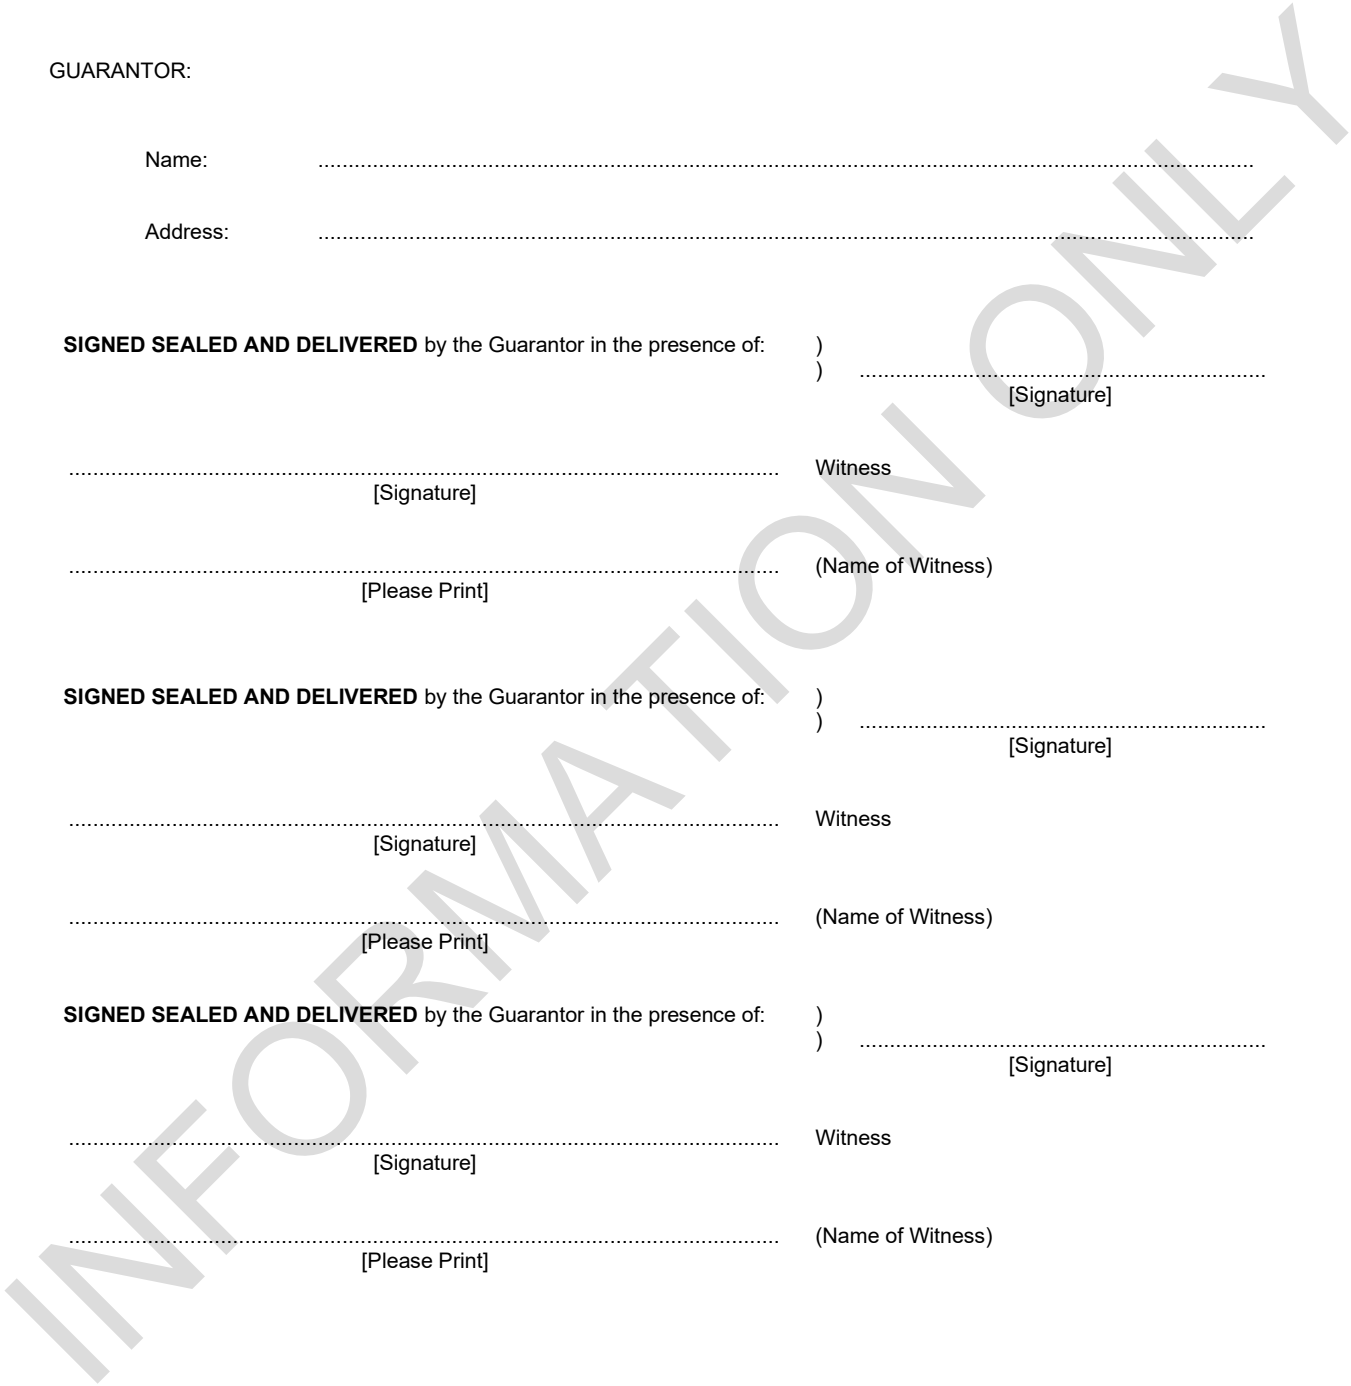 GUARANTOR:
Name: ............................................................................................................................................................
Address: ............................................................................................................................................................
SIGNED SEALED AND DELIVERED by the Guarantor in the presence of: )
) ....................................................................
[Signature]
....................................................................................................................... Witness
[Signature]
....................................................................................................................... (Name of Witness)
[Please Print]
SIGNED SEALED AND DELIVERED by the Guarantor in the presence of: )
) ....................................................................
[Signature]
....................................................................................................................... Witness
[Signature]
....................................................................................................................... (Name of Witness)
[Please Print]
SIGNED SEALED AND DELIVERED by the Guarantor in the presence of: )
) ....................................................................
[Signature]
....................................................................................................................... Witness
[Signature]
....................................................................................................................... (Name of Witness)
[Please Print]
INFORMATION ONLY